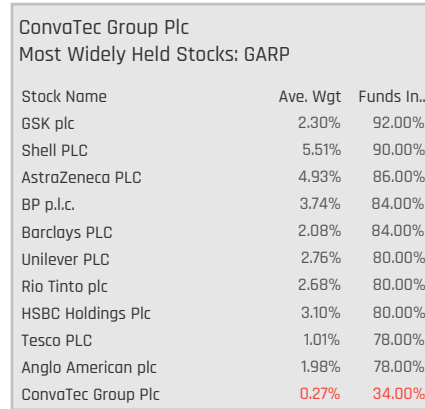 ConvaTec Group Plc
Most Widely Held Stocks: GARP
Stock Name Ave. Wgt Funds In..
GSK plc 2.30% 92.00%
Shell PLC 5.51% 90.00%
AstraZeneca PLC 4.93% 86.00%
BP p.l.c. 3.74% 84.00%
Barclays PLC 2.08% 84.00%
Unilever PLC 2.76% 80.00%
Rio Tinto plc 2.68% 80.00%
HSBC Holdings Plc 3.10% 80.00%
Tesco PLC 1.01% 78.00%
Anglo American plc 1.98% 78.00%
ConvaTec Group Plc 0.27% 34.00%